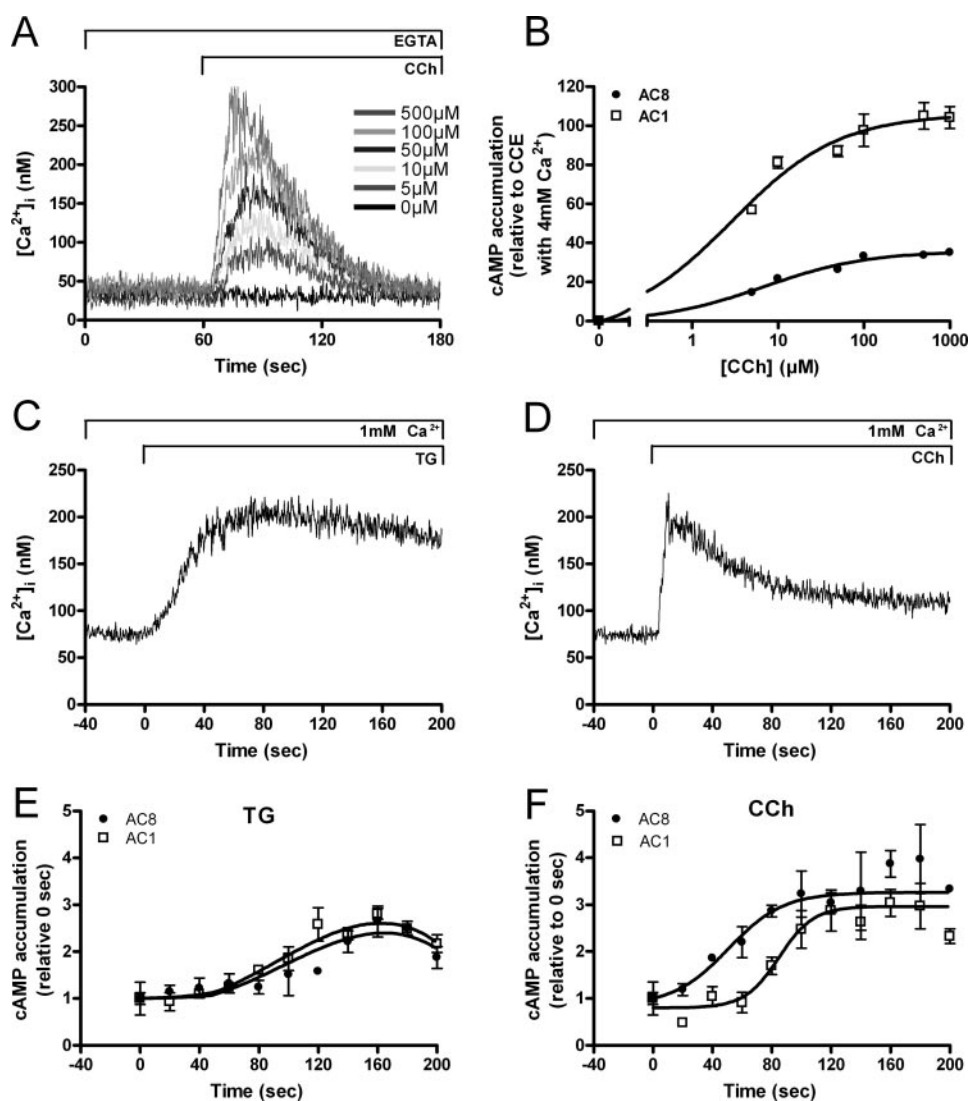 A
EGTA
CCh
300
250
200
150
100
50
0
[Ca²⁺]i (nM)
500µM
100µM
50µM
10µM
5µM
0µM
0
60
120
180
Time (sec)
B
AC8
AC1
120
100
80
60
40
20
0
cAMP accumulation
(relative to CCE
with 4mM Ca²⁺)
0
1
10
100
1000
[CCh] (µM)
C
1mM Ca²⁺
TG
250
200
150
100
50
0
[Ca²⁺]i (nM)
-40
0
40
80
120
160
200
Time (sec)
D
1mM Ca²⁺
CCh
250
200
150
100
50
0
[Ca²⁺]i (nM)
-40
0
40
80
120
160
200
Time (sec)
E
TG
AC8
AC1
5
4
3
2
1
0
cAMP accumulation
(relative 0 sec)
-40
0
40
80
120
160
200
Time (sec)
F
CCh
AC8
AC1
5
4
3
2
1
0
cAMP accumulation
(relative to 0 sec)
-40
0
40
80
120
160
200
Time (sec)